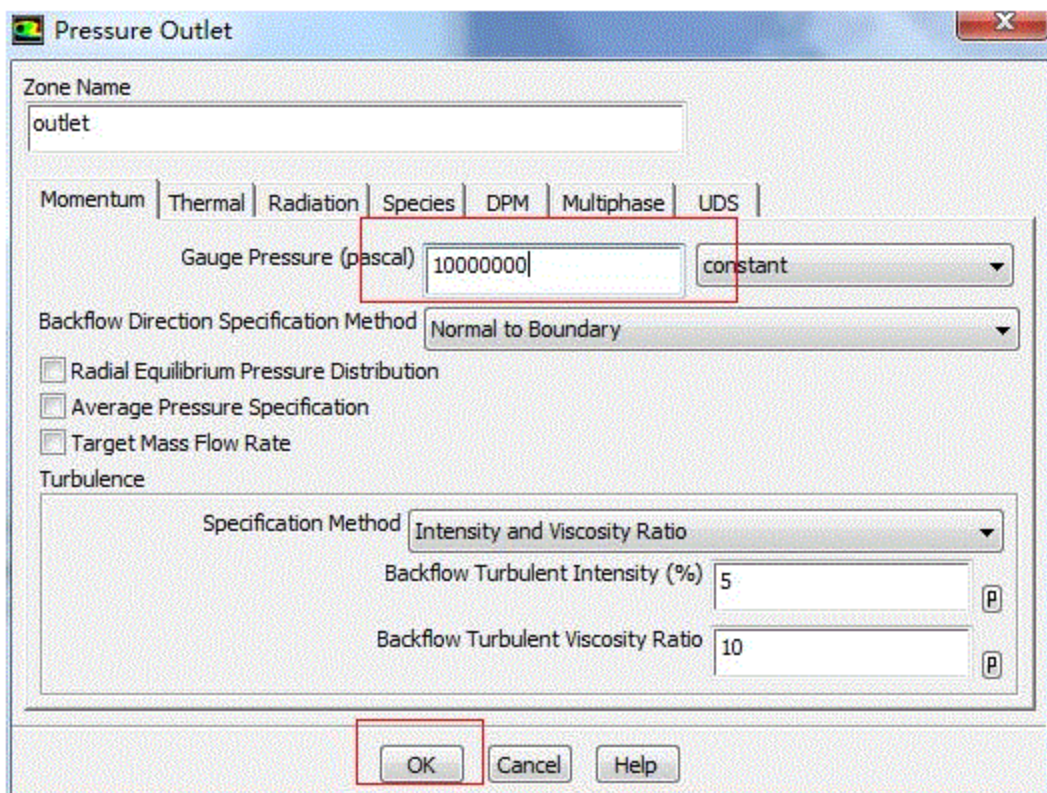 Pressure Outlet
Zone Name
outlet
Momentum Thermal Radiation Species DPM Multiphase UDS
Gauge Pressure (pascal) 10000000 constant
Backflow Direction Specification Method Normal to Boundary
Radial Equilibrium Pressure Distribution
Average Pressure Specification
Target Mass Flow Rate
Turbulence
Specification Method Intensity and Viscosity Ratio
Backflow Turbulent Intensity (%) 5 P
Backflow Turbulent Viscosity Ratio 10 P
OK Cancel Help